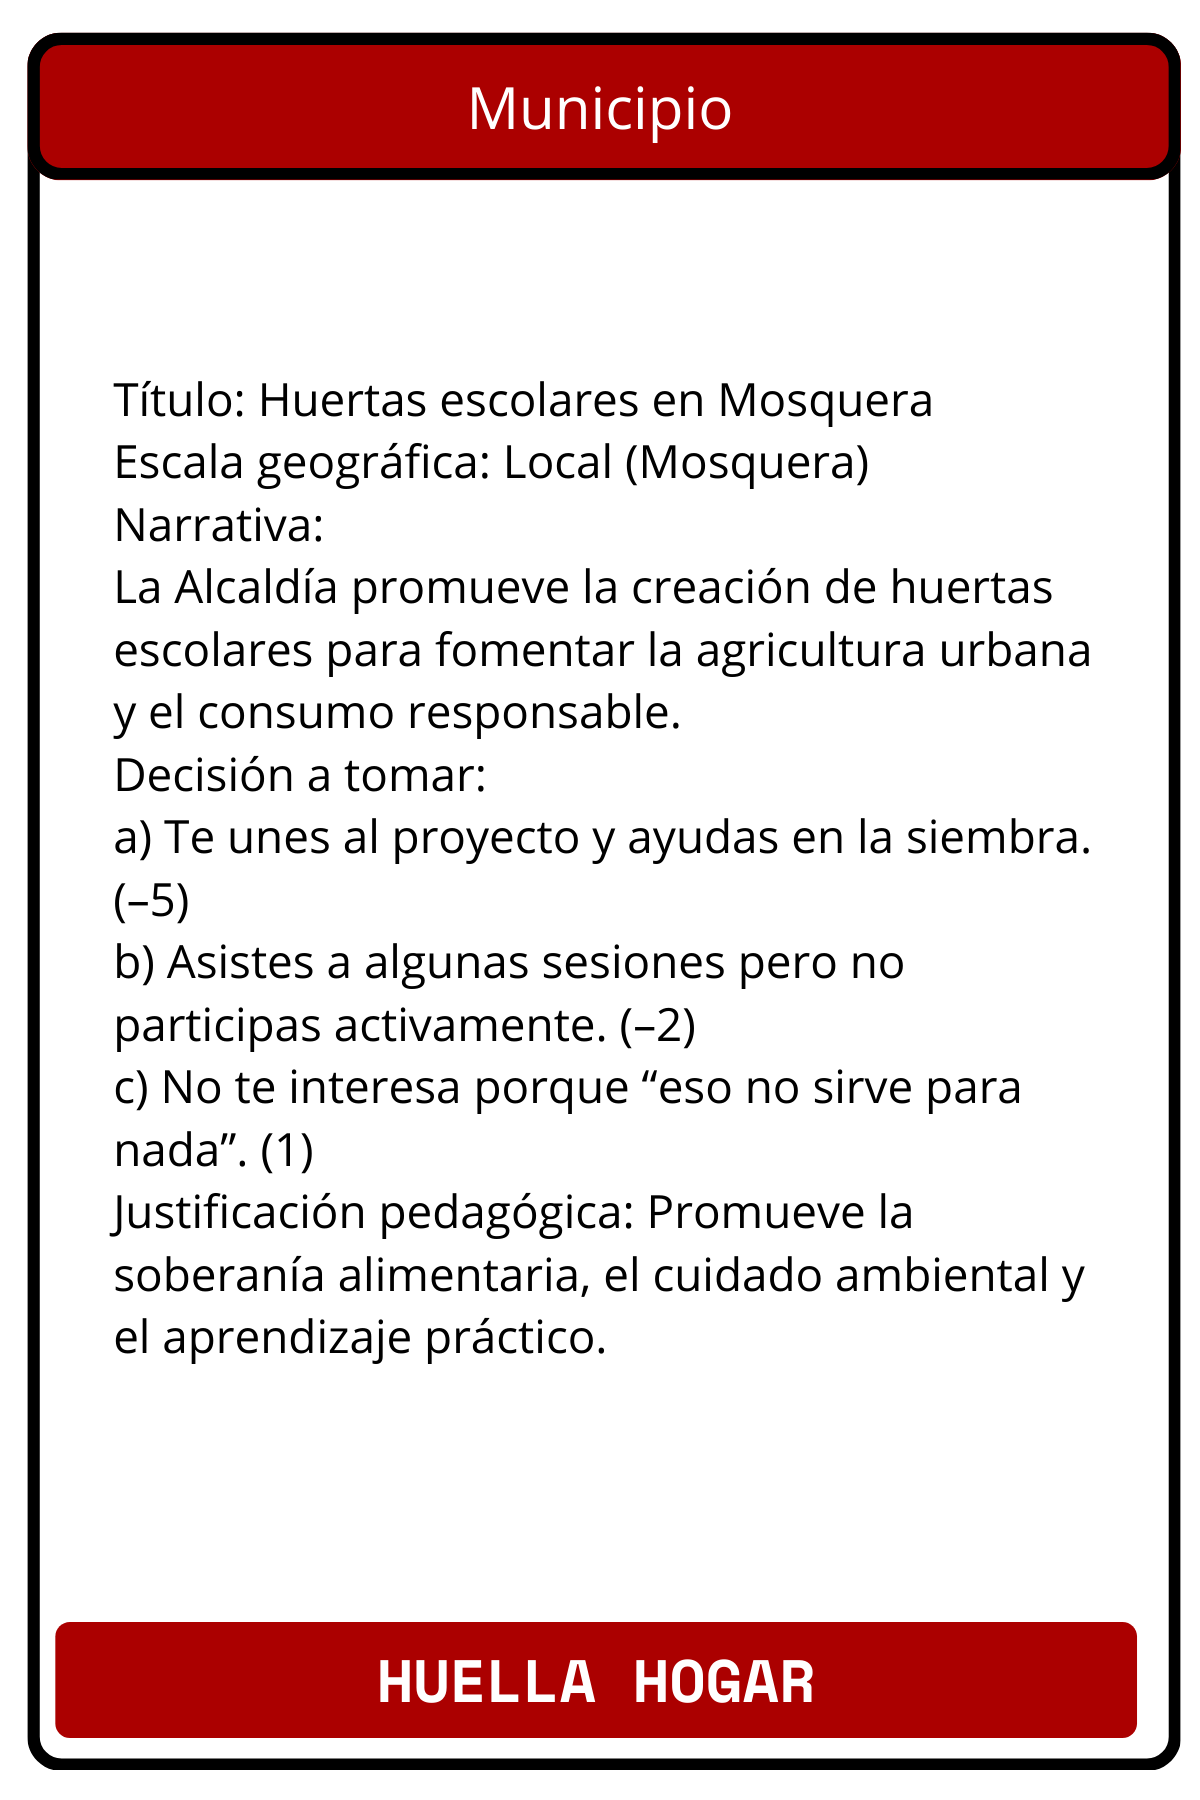 Municipio
Título: Huertas escolares en Mosquera
Escala geográfica: Local (Mosquera)
Narrativa:
La Alcaldía promueve la creación de huertas
escolares para fomentar la agricultura urbana
y el consumo responsable.
Decisión a tomar:
a) Te unes al proyecto y ayudas en la siembra.
(–5)
b) Asistes a algunas sesiones pero no
participas activamente. (–2)
c) No te interesa porque “eso no sirve para
nada”. (1)
Justificación pedagógica: Promueve la
soberanía alimentaria, el cuidado ambiental y
el aprendizaje práctico.
HUELLA HOGAR